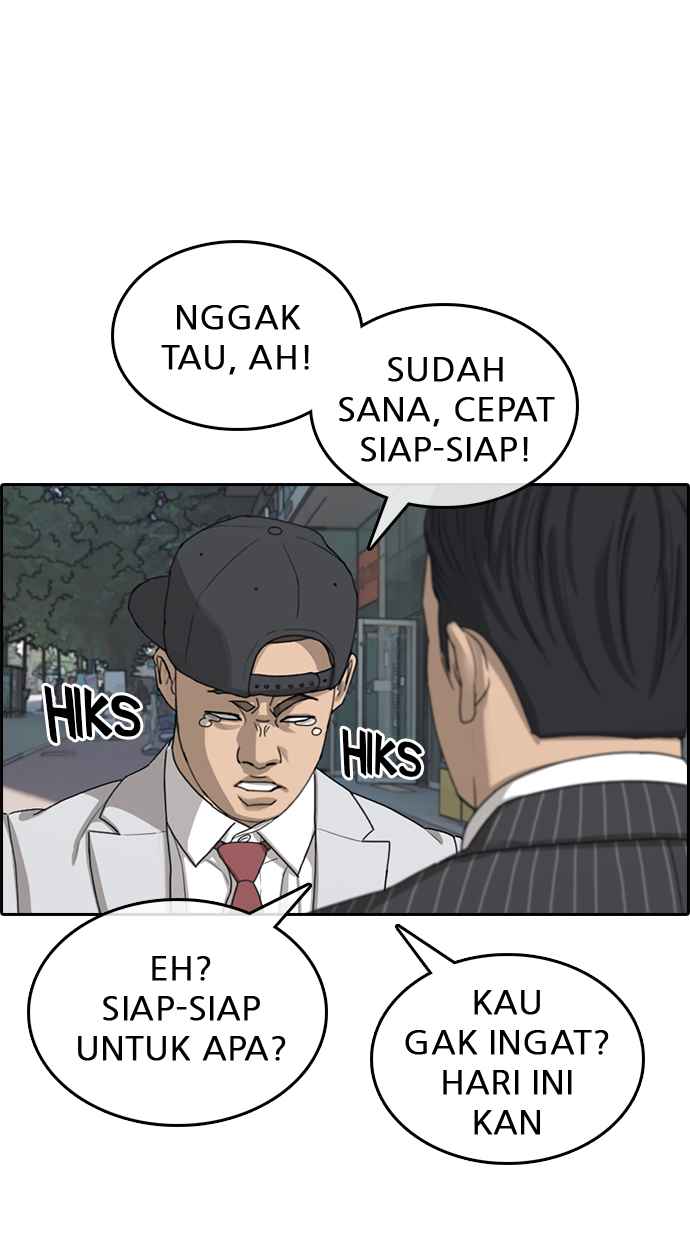 NGGAK
TAU, AH!
SUDAH
SANA, CEPAT
SIAP-SIAP!
HIKS
HIKS
EH?
SIAP-SIAP
UNTUK APA?
KAU
GAK INGAT?
HARI INI
KAN